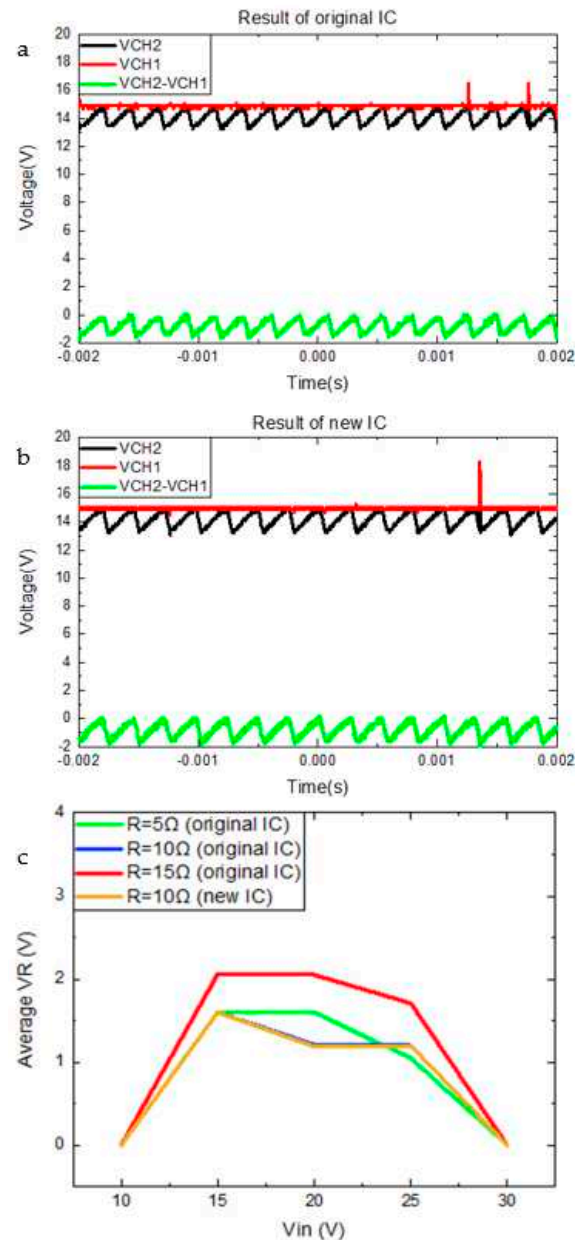 a
Result of original IC
VCH2
VCH1
VCH2-VCH1
20
18
16
14
12
10
8
6
4
2
0
-2
Voltage(V)
-0.002
-0.001
0.000
0.001
0.002
Time(s)
b
Result of new IC
VCH2
VCH1
VCH2-VCH1
20
18
16
14
12
10
8
6
4
2
0
-2
Voltage(V)
-0.002
-0.001
0.000
0.001
0.002
Time(s)
c
R=5Ω (original IC)
R=10Ω (original IC)
R=15Ω (original IC)
R=10Ω (new IC)
4
3
2
1
0
Average VR (V)
10
15
20
25
30
Vin (V)